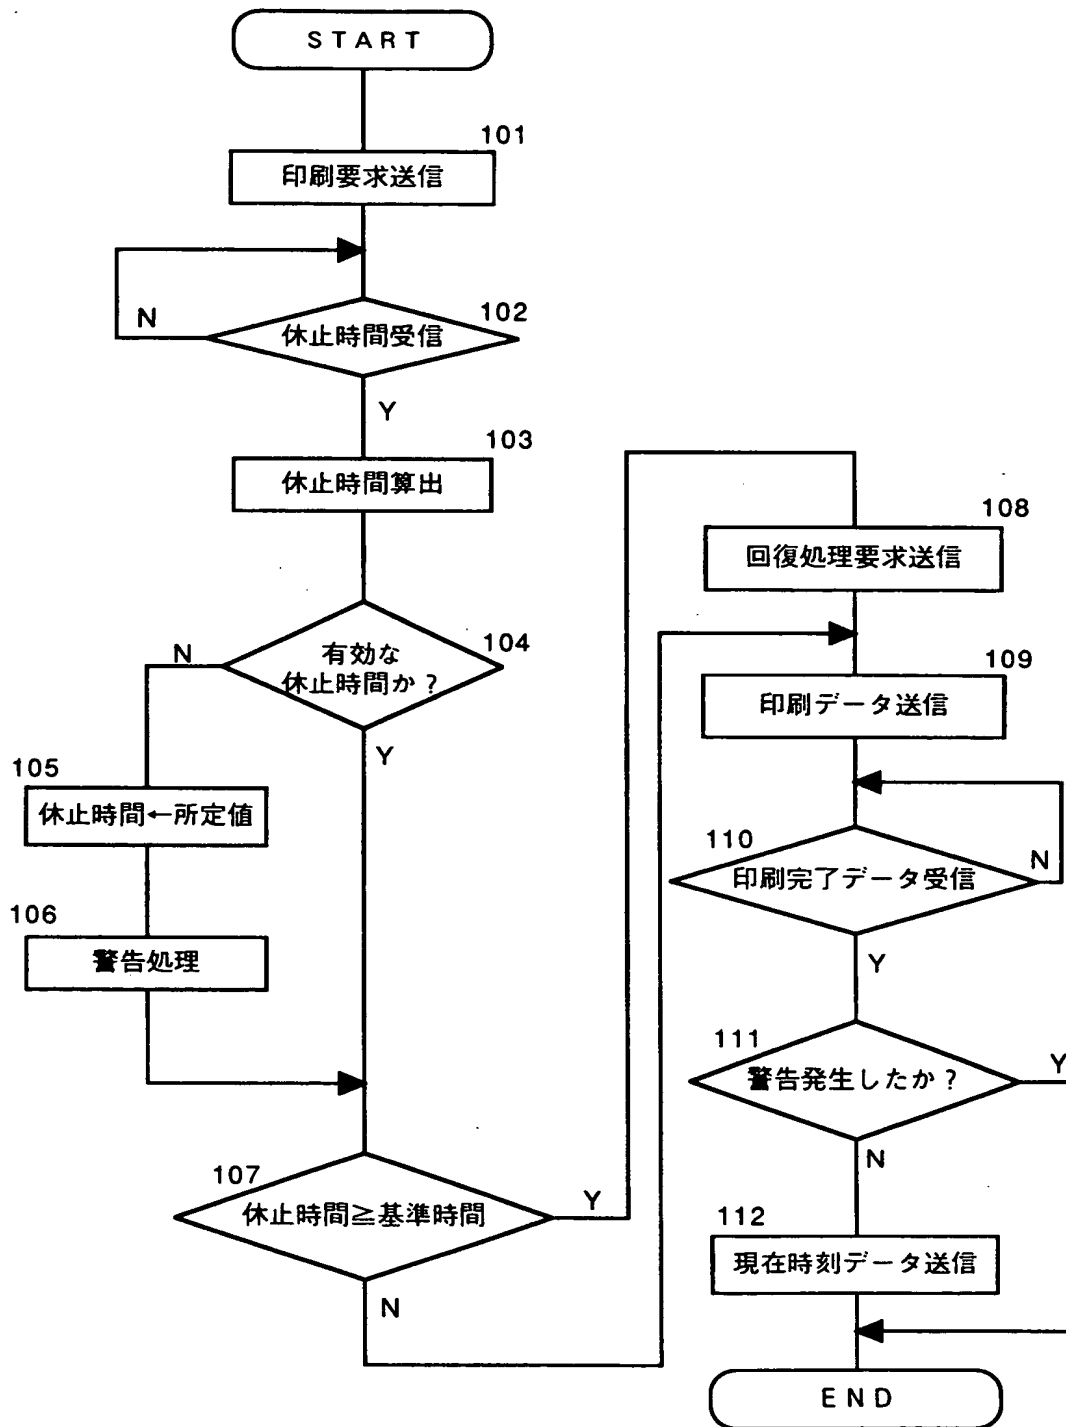 START
101
印刷要求送信
N
102
休止時間受信
Y
103
休止時間算出
N
104
有効な
休止時間か？
Y
105
休止時間←所定値
106
警告処理
107
休止時間≧基準時間
Y
N
108
回復処理要求送信
109
印刷データ送信
110
印刷完了データ受信
N
Y
111
警告発生したか？
Y
N
112
現在時刻データ送信
END